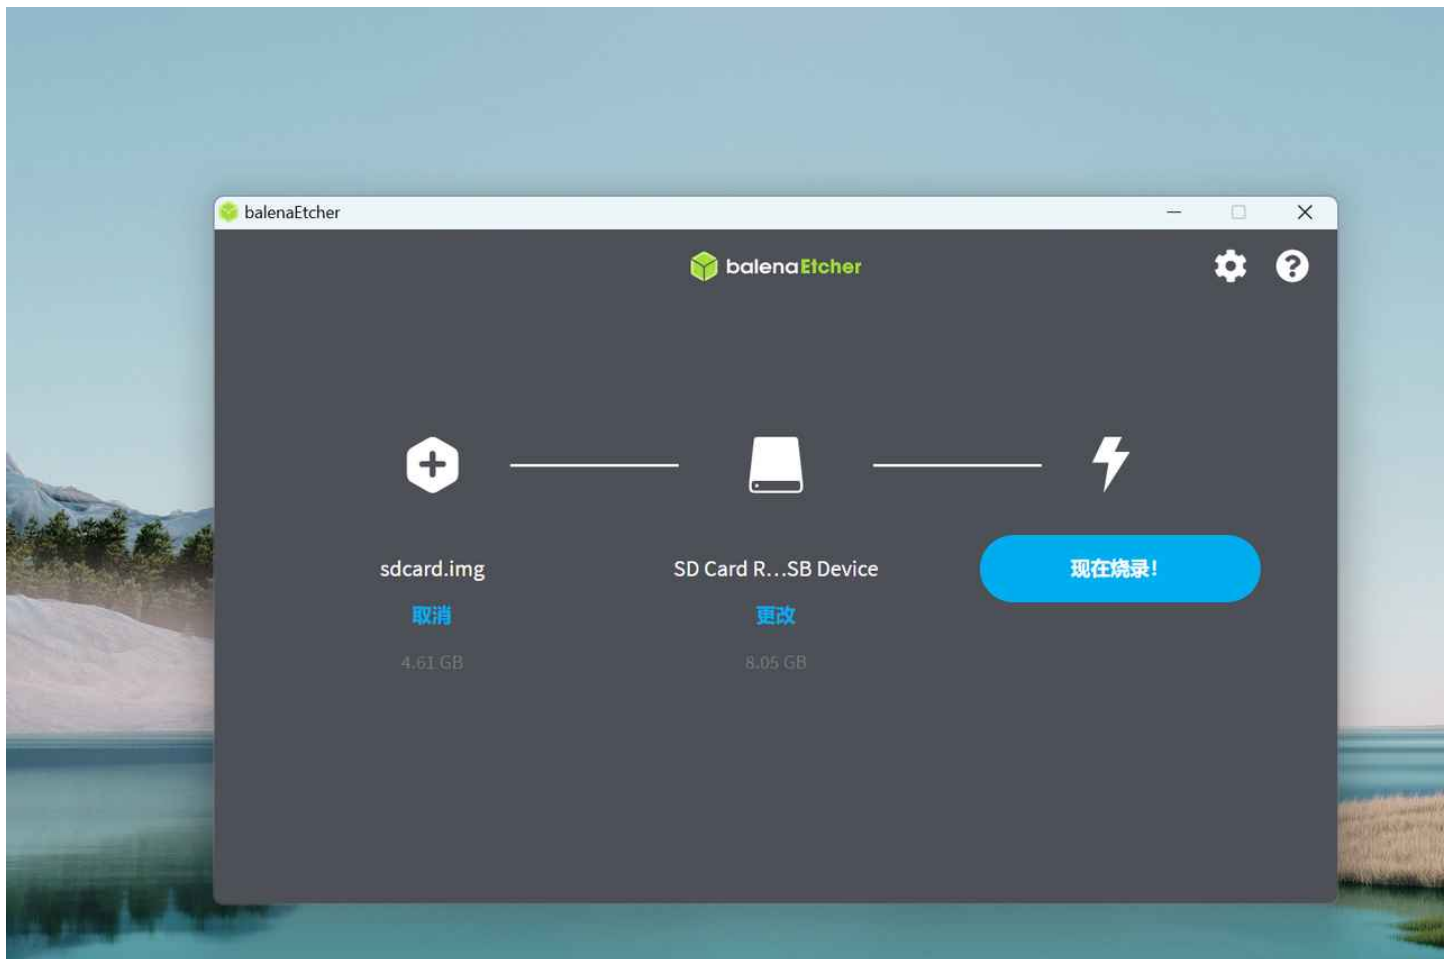 balenaEtcher
balenaEtcher
sdcard.img
SD Card R...SB Device
现在烧录!
取消
更改
4.61 GB
8.05 GB